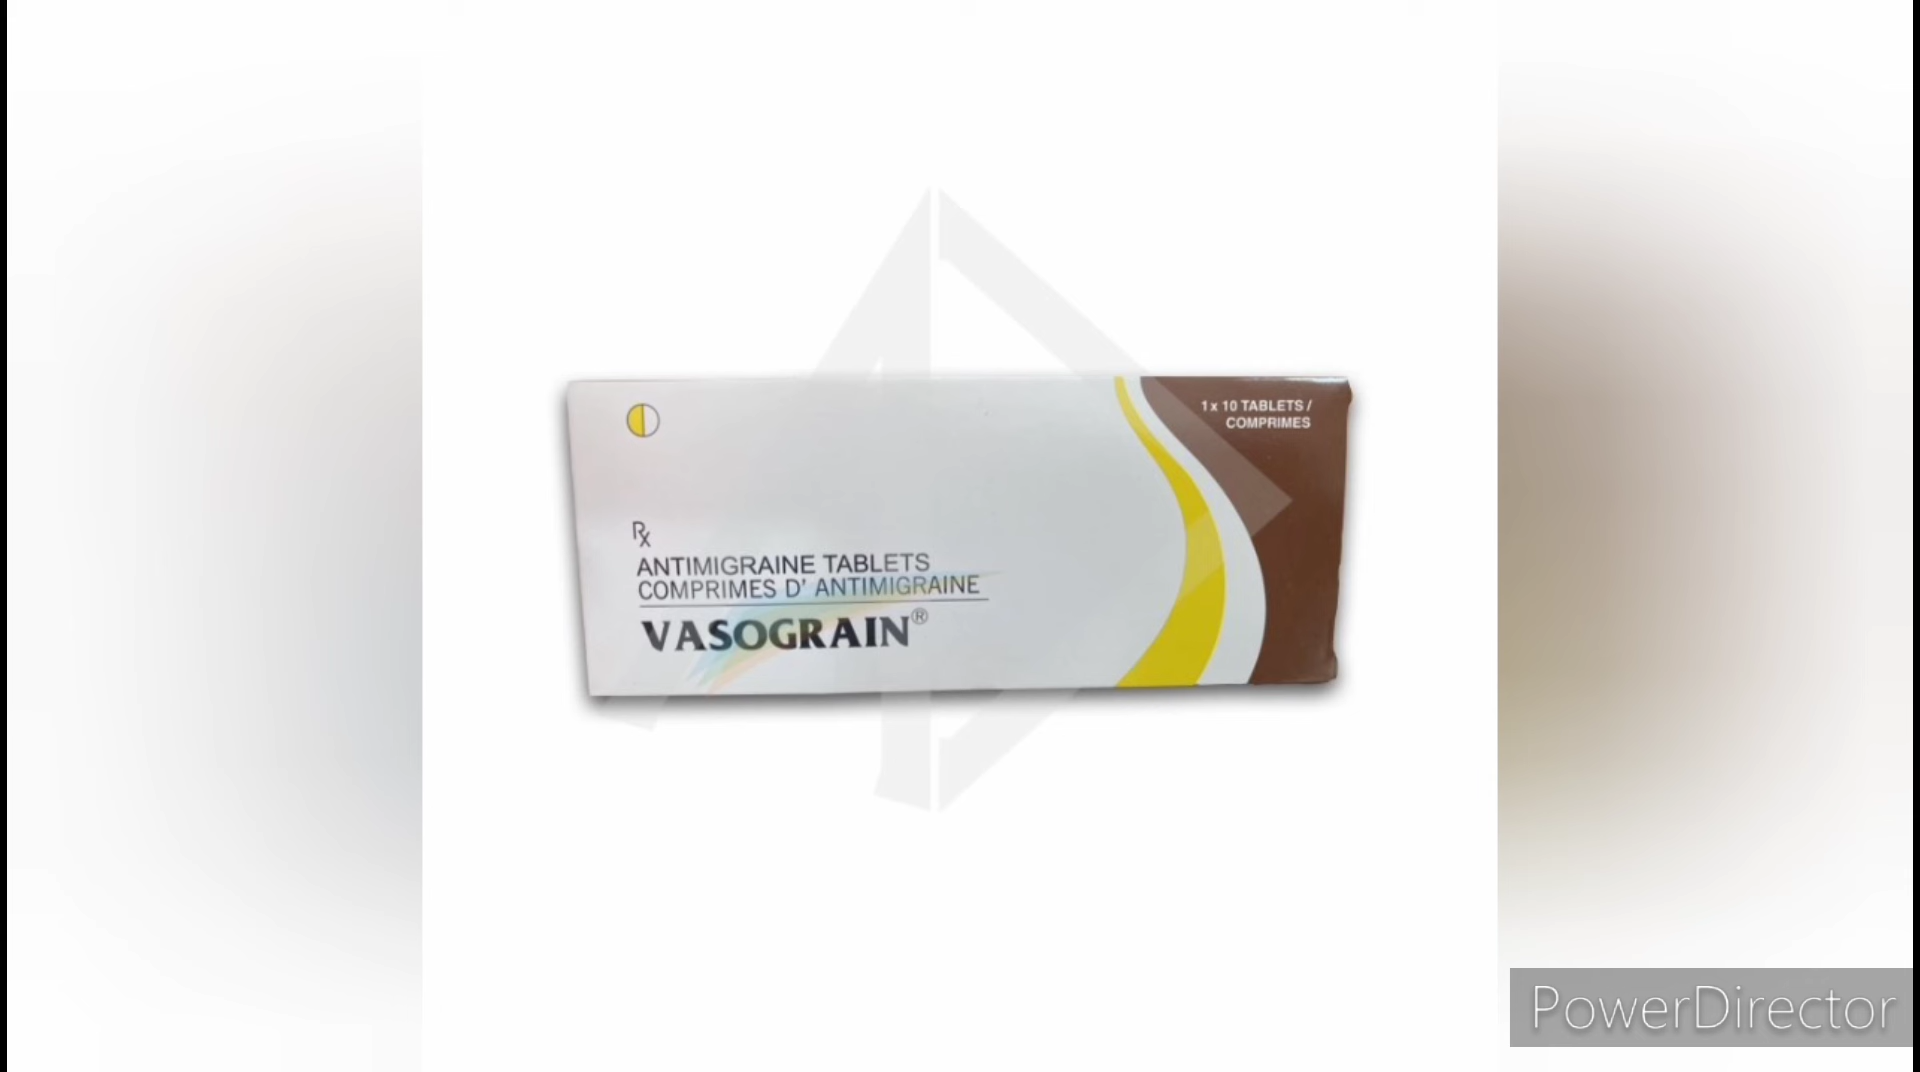 1 x 10 TABLETS /
COMPRIMES
Rx
ANTIMIGRAINE TABLETS
COMPRIMES D' ANTIMIGRAINE
VASOGRAIN®
PowerDirector